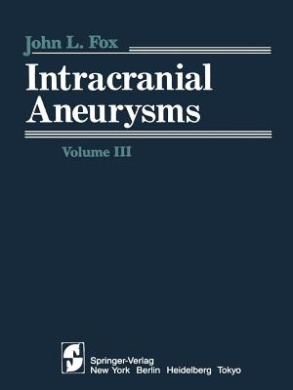 John L. Fox
Intracranial
Aneurysms
Volume III
Springer-Verlag
New York Berlin Heidelberg Tokyo